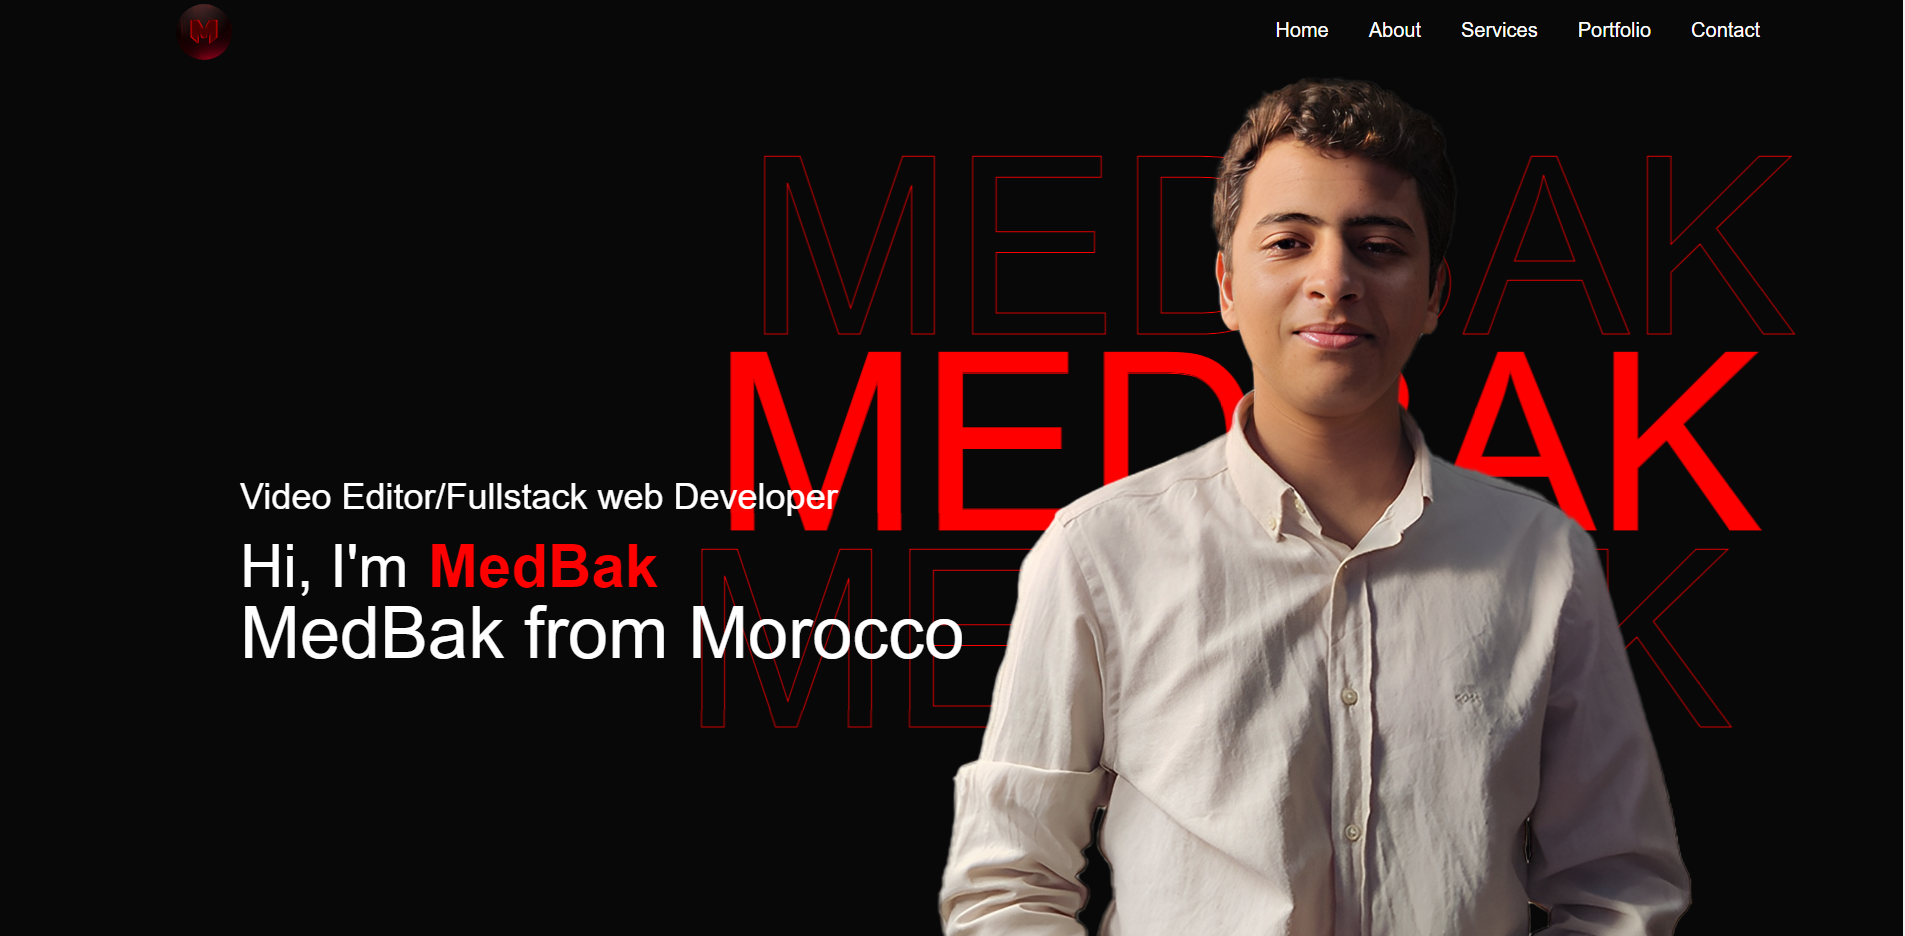 M
Home
About
Services
Portfolio
Contact
MEDBAK
MEDBAK
Video Editor/Fullstack web Developer
Hi, I'm MedBak
MedBak from Morocco